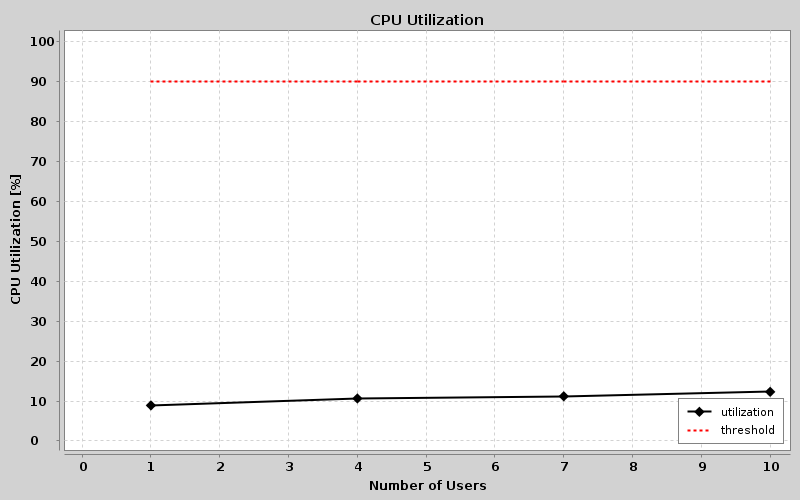 CPU Utilization
100
90
80
70
60
50
40
30
20
10
0
CPU Utilization [%]
0 1 2 3 4 5 6 7 8 9 10
Number of Users
utilization
threshold